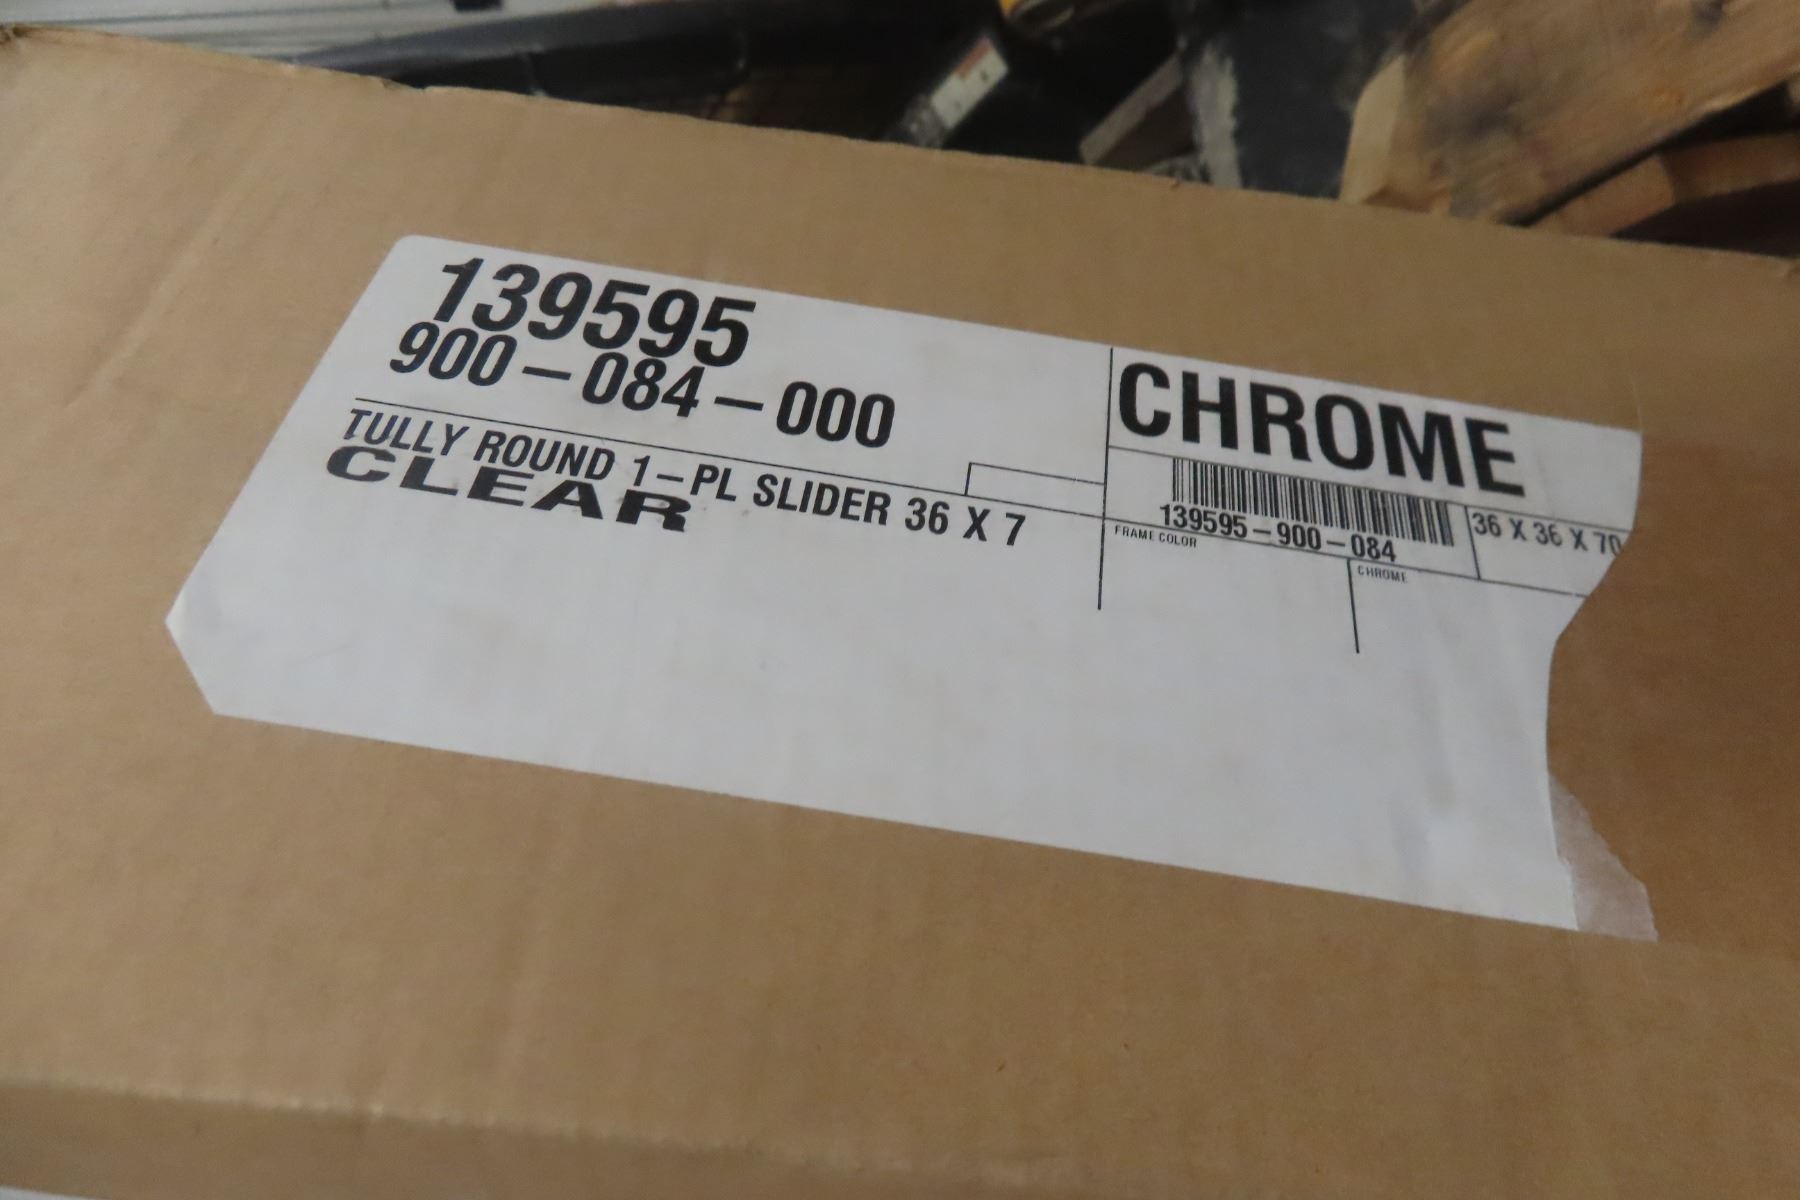 139595
900-084-000
TULLY ROUND 1-PL SLIDER 36 X 7
CLEAR
CHROME
139595-900-084
36 X 36 X 70
FRAME COLOR
CHROME